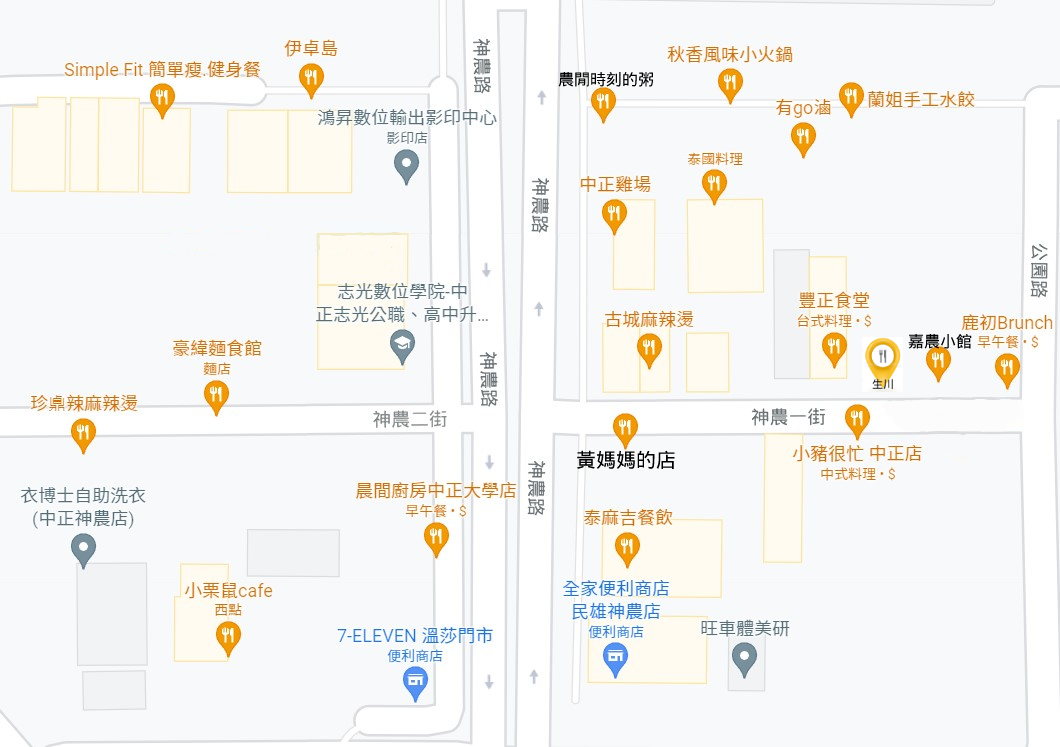 神農路
伊卓島
秋香風味小火鍋
Simple Fit 簡單瘦.健身餐
農閒時刻的粥
有go滷
蘭姐手工水餃
鴻昇數位輸出影印中心
影印店
泰國料理
中正雞場
神農路
公園路
志光數位學院-中
正志光公職、高中升...
豐正食堂
台式料理・$
古城麻辣燙
鹿初Brunch
早午餐・$
嘉農小館
豪緯麵食館
麵店
神農路
生川
珍鼎辣麻辣燙
神農二街
神農一街
小豬很忙 中正店
中式料理・$
黃媽媽的店
神農路
晨間廚房中正大學店
早午餐・$
衣博士自助洗衣
(中正神農店)
泰麻吉餐飲
小栗鼠cafe
西點
全家便利商店
民雄神農店
便利商店
旺車體美研
7-ELEVEN 溫莎門市
便利商店